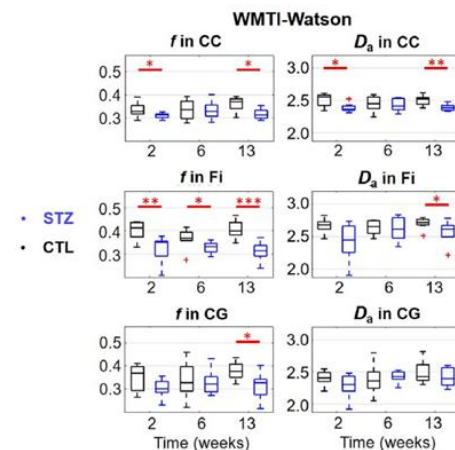 WMTI-Watson
f in CC
Dₐ in CC
0.5
0.4
0.3
*
*
2 6 13
3.0
2.5
2.0
*
**
2 6 13
f in Fi
Dₐ in Fi
0.5
0.4
0.3
**
*
***
2 6 13
3.0
2.5
2.0
*
2 6 13
* STZ
* CTL
f in CG
Dₐ in CG
0.5
0.4
0.3
*
2 6 13
Time (weeks)
3.0
2.5
2.0
2 6 13
Time (weeks)